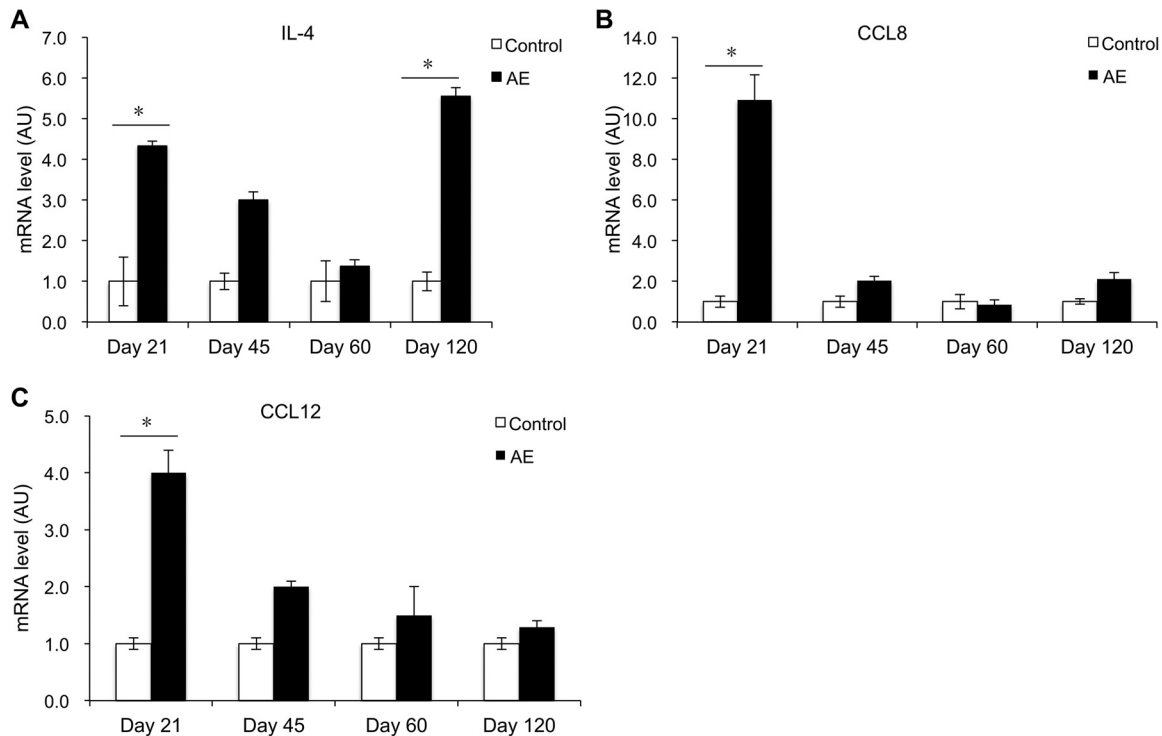 A
IL-4
7.0
6.0
5.0
4.0
3.0
2.0
1.0
0.0
mRNA level (AU)
Control
AE
*
*
Day 21 Day 45 Day 60 Day 120
B
CCL8
14.0
12.0
10.0
8.0
6.0
4.0
2.0
0.0
mRNA level (AU)
Control
AE
*
Day 21 Day 45 Day 60 Day 120
C
CCL12
5.0
4.0
3.0
2.0
1.0
0.0
mRNA level (AU)
Control
AE
*
Day 21 Day 45 Day 60 Day 120